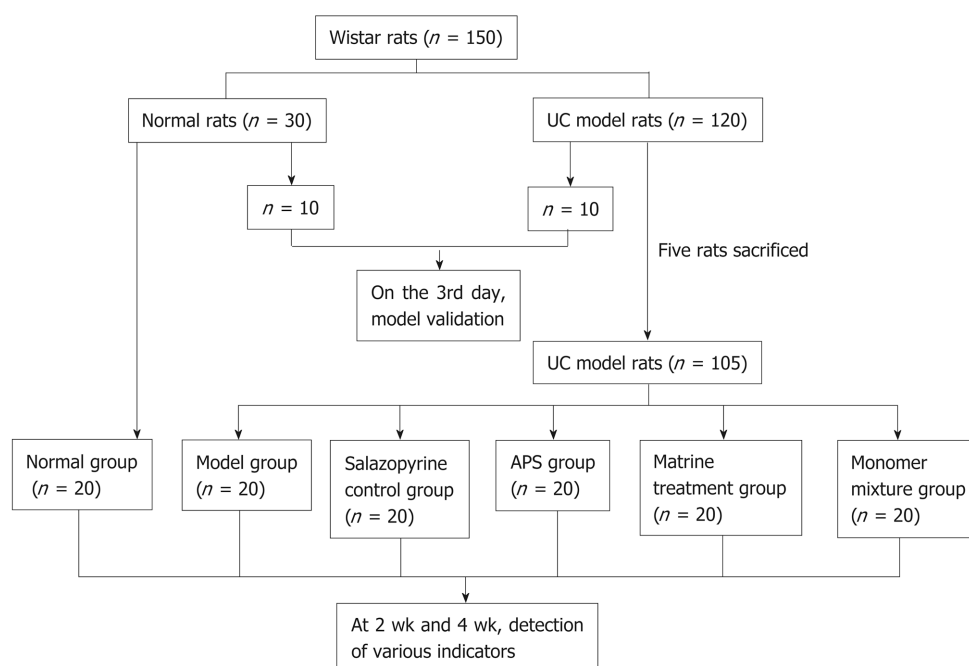 Wistar rats (n = 150)
Normal rats (n = 30)
UC model rats (n = 120)
n = 10
n = 10
Five rats sacrificed
On the 3rd day,
model validation
UC model rats (n = 105)
Normal group
(n = 20)
Model group
(n = 20)
Salazopyrine
control group
(n = 20)
APS group
(n = 20)
Matrine
treatment group
(n = 20)
Monomer
mixture group
(n = 20)
At 2 wk and 4 wk, detection
of various indicators